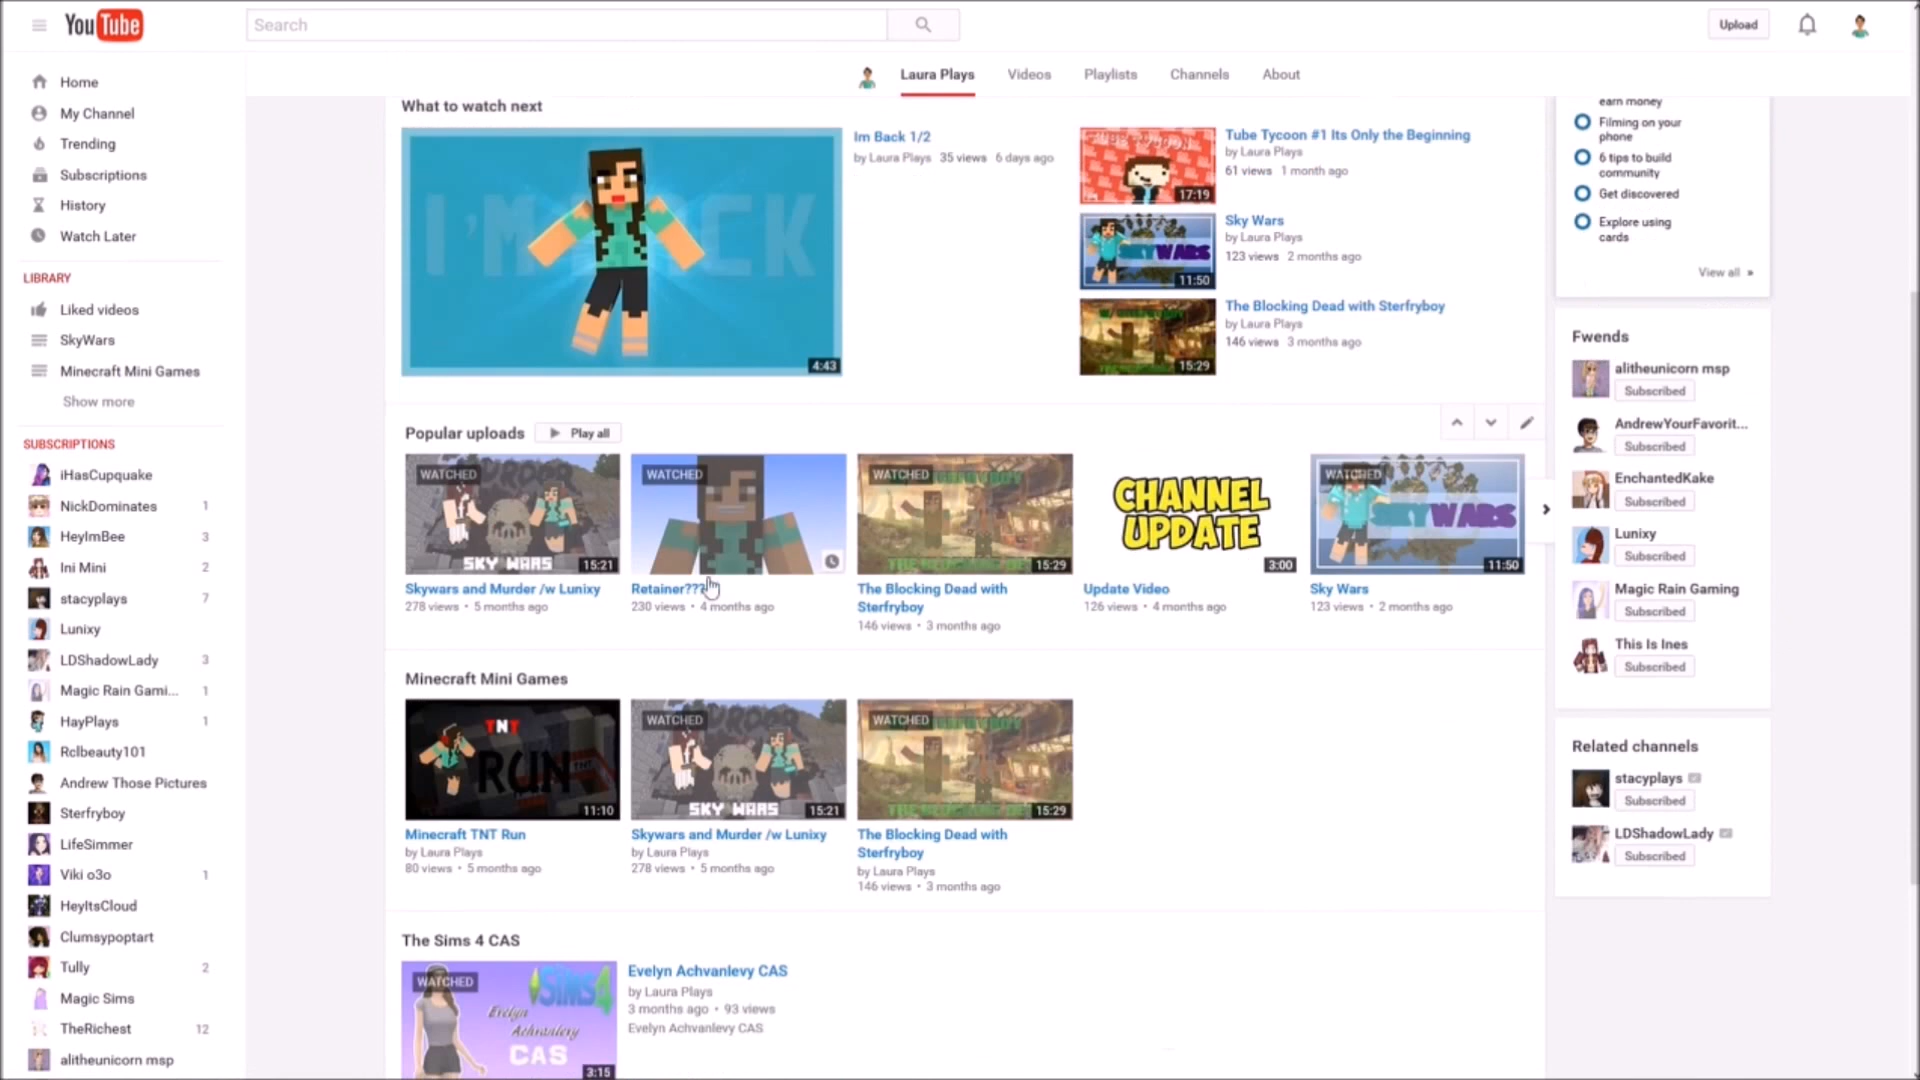 YouTube
Search
Upload
Home
My Channel
Trending
Subscriptions
History
Watch Later
LIBRARY
Liked videos
SkyWars
Minecraft Mini Games
Show more
SUBSCRIPTIONS
iHasCupquake
NickDominates 1
HeyImBee 3
Ini Mini 2
stacyplays 7
Lunixy
LDShadowLady 3
Magic Rain Gami... 1
HayPlays 1
Rclbeauty101
Andrew Those Pictures
Sterfryboy
LifeSimmer
Viki o3o 1
HeyItsCloud
Clumsypoptart
Tully 2
Magic Sims
TheRichest 12
alitheunicorn msp
Laura Plays Videos Playlists Channels About
What to watch next
I'M CK
4:43
Im Back 1/2
by Laura Plays 35 views 6 days ago
17:19
Tube Tycoon #1 Its Only the Beginning
by Laura Plays
61 views 1 month ago
SKYWARS
11:50
Sky Wars
by Laura Plays
123 views 2 months ago
15:29
The Blocking Dead with Sterfryboy
by Laura Plays
146 views 3 months ago
Popular uploads Play all
WATCHED
SKY WARS
15:21
Skywars and Murder /w Lunixy
278 views • 5 months ago
WATCHED
Retainer???
230 views • 4 months ago
WATCHED
15:29
The Blocking Dead with
Sterfryboy
146 views • 3 months ago
CHANNEL
UPDATE
3:00
Update Video
126 views • 4 months ago
WATCHED
SKYWARS
11:50
Sky Wars
123 views • 2 months ago
Minecraft Mini Games
TNT
RUN
11:10
Minecraft TNT Run
by Laura Plays
80 views • 5 months ago
WATCHED
SKY WARS
15:21
Skywars and Murder /w Lunixy
by Laura Plays
278 views • 5 months ago
WATCHED
15:29
The Blocking Dead with
Sterfryboy
by Laura Plays
146 views • 3 months ago
The Sims 4 CAS
WATCHED
SIMS4
Evelyn
Achvanlevy
CAS
3:15
Evelyn Achvanlevy CAS
by Laura Plays
3 months ago • 93 views
Evelyn Achvanlevy CAS
earn money
Filming on your
phone
6 tips to build
community
Get discovered
Explore using
cards
View all »
Fwends
alitheunicorn msp
Subscribed
AndrewYourFavorit...
Subscribed
EnchantedKake
Subscribed
Lunixy
Subscribed
Magic Rain Gaming
Subscribed
This Is Ines
Subscribed
Related channels
stacyplays
Subscribed
LDShadowLady
Subscribed